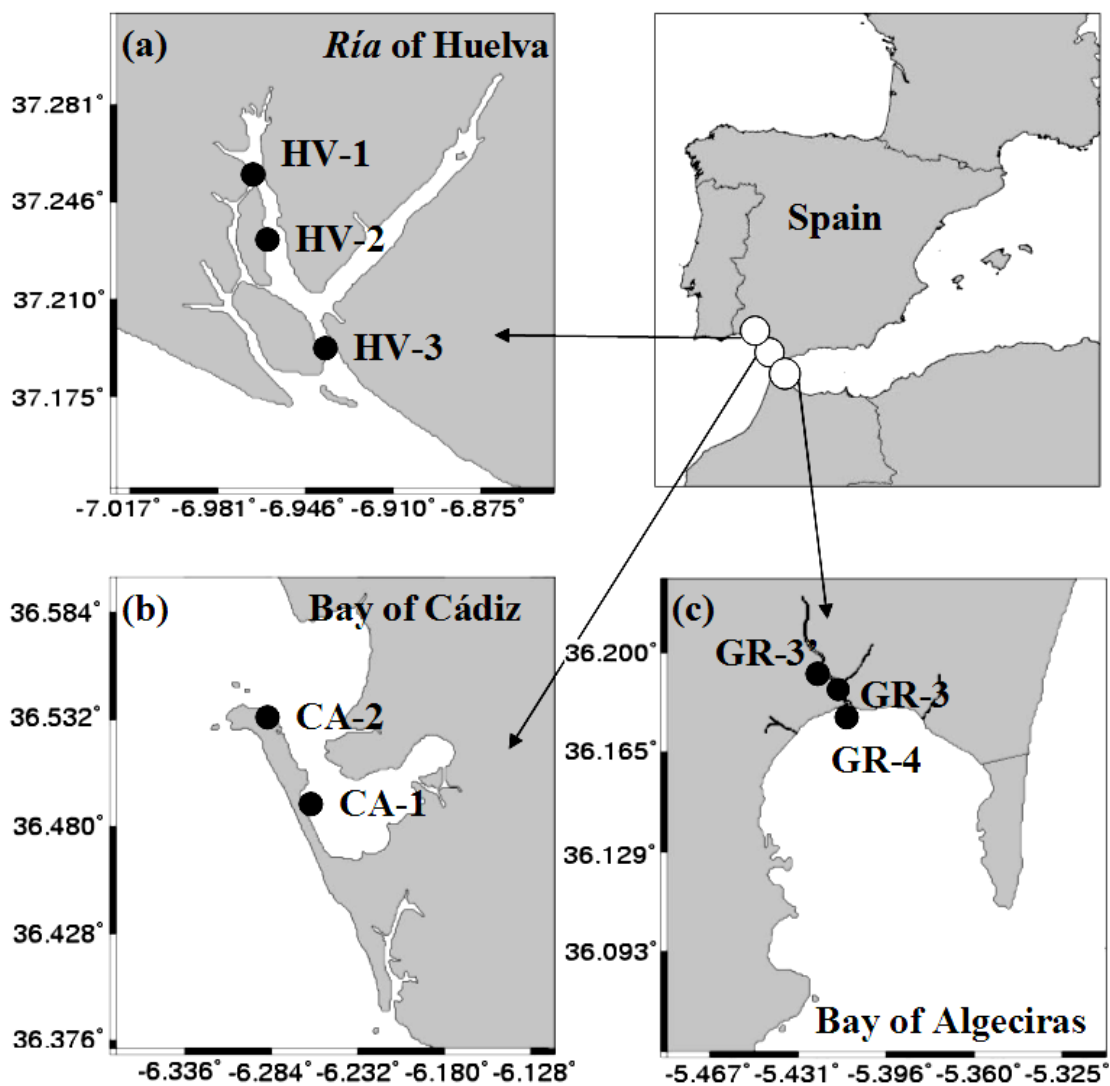 (a)
Ría of Huelva
37.281°
37.246°
37.210°
37.175°
HV-1
HV-2
HV-3
-7.017° -6.981° -6.946° -6.910° -6.875°
Spain
(b)
Bay of Cádiz
36.584°
36.532°
36.480°
36.428°
36.376°
CA-2
CA-1
-6.336° -6.284° -6.232° -6.180° -6.128°
(c)
36.200°
36.165°
36.129°
36.093°
GR-3'
GR-3
GR-4
Bay of Algeciras
-5.467° -5.431° -5.396° -5.360° -5.325°